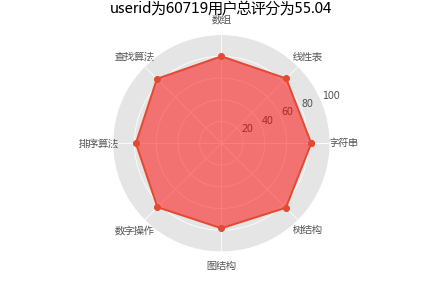 userid为60719用户总评分为55.04
数组
查找算法
线性表
100
80
60
40
20
排序算法
字符串
数字操作
树结构
图结构